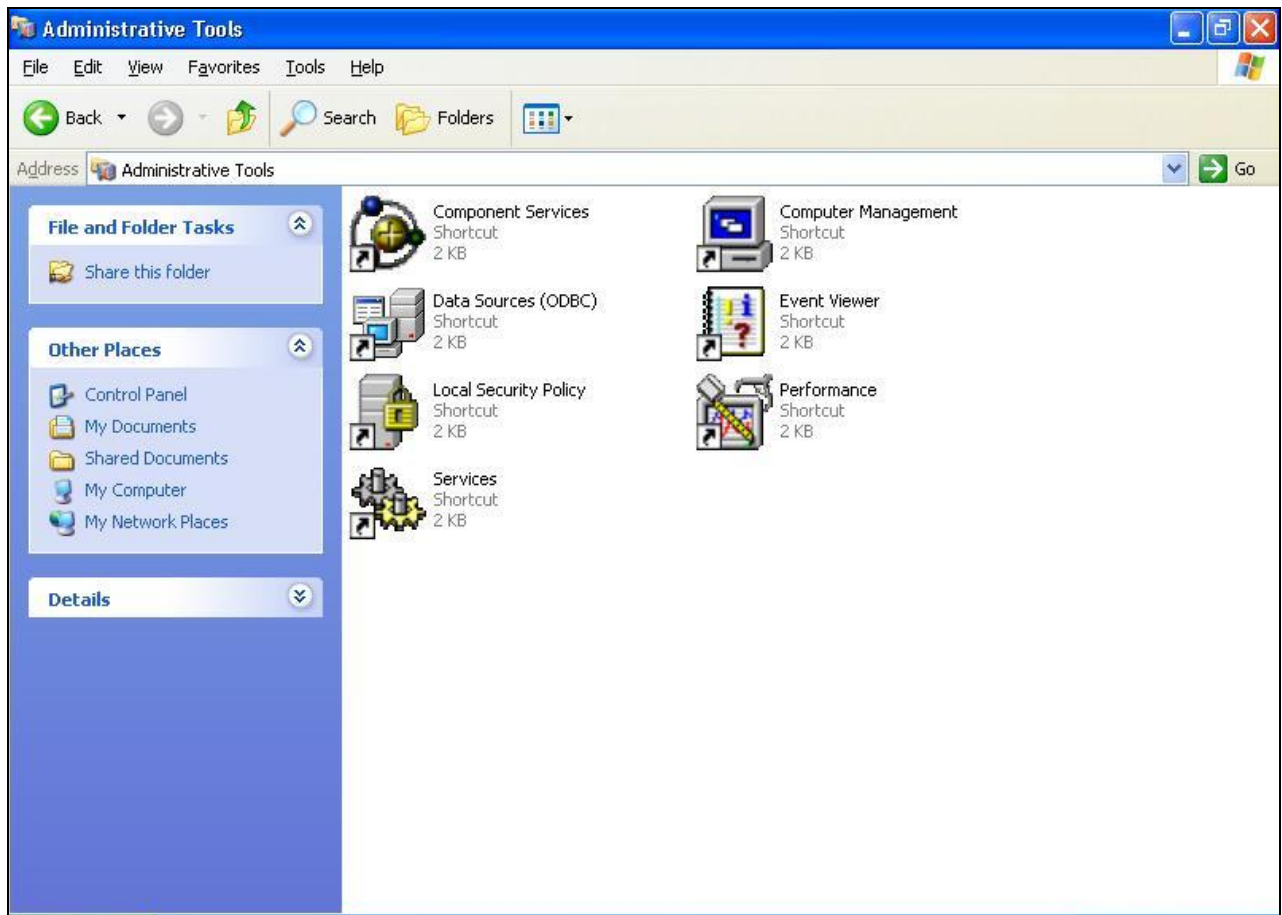 Administrative Tools
File Edit View Favorites Tools Help
Back Search Folders
Address Administrative Tools Go
File and Folder Tasks
Share this folder
Other Places
Control Panel
My Documents
Shared Documents
My Computer
My Network Places
Details
Component Services
Shortcut
2 KB
Computer Management
Shortcut
2 KB
Data Sources (ODBC)
Shortcut
2 KB
Event Viewer
Shortcut
2 KB
Local Security Policy
Shortcut
2 KB
Performance
Shortcut
2 KB
Services
Shortcut
2 KB